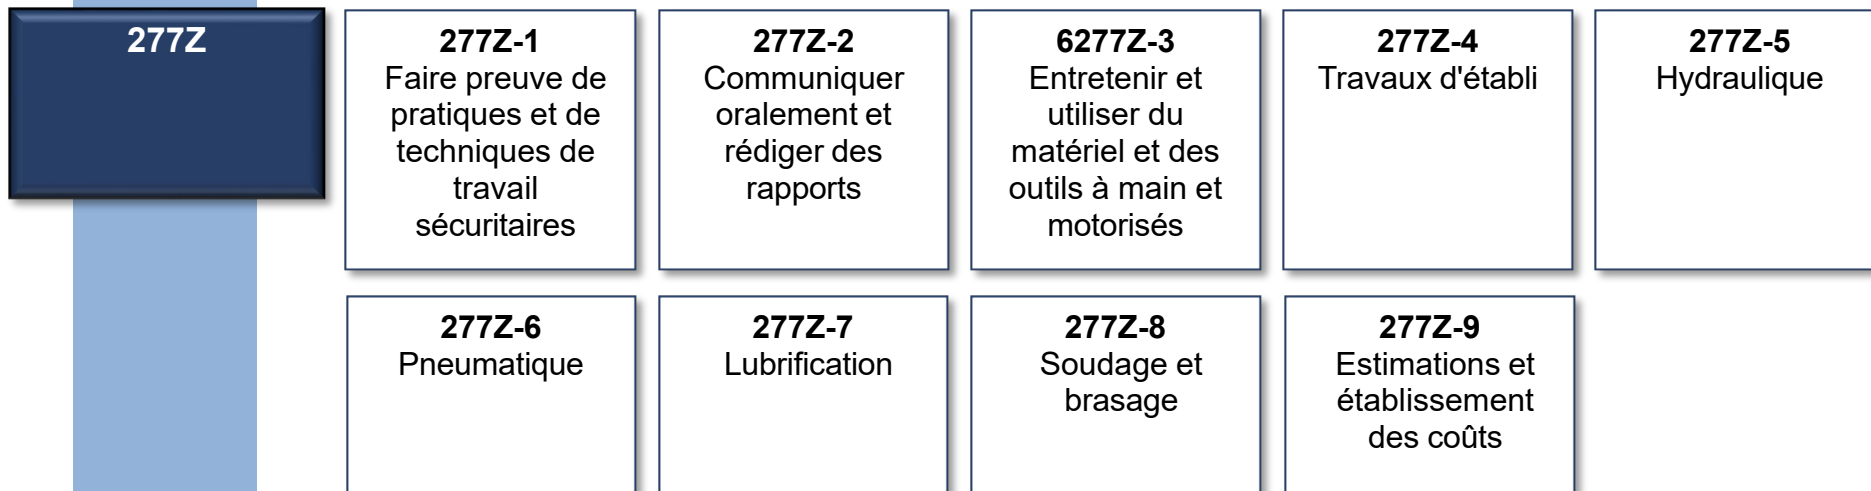 277Z
277Z-1
Faire preuve de
pratiques et de
techniques de
travail
sécuritaires
277Z-2
Communiquer
oralement et
rédiger des
rapports
6277Z-3
Entretenir et
utiliser du
matériel et des
outils à main et
motorisés
277Z-4
Travaux d'établi
277Z-5
Hydraulique
277Z-6
Pneumatique
277Z-7
Lubrification
277Z-8
Soudage et
brasage
277Z-9
Estimations et
établissement
des coûts